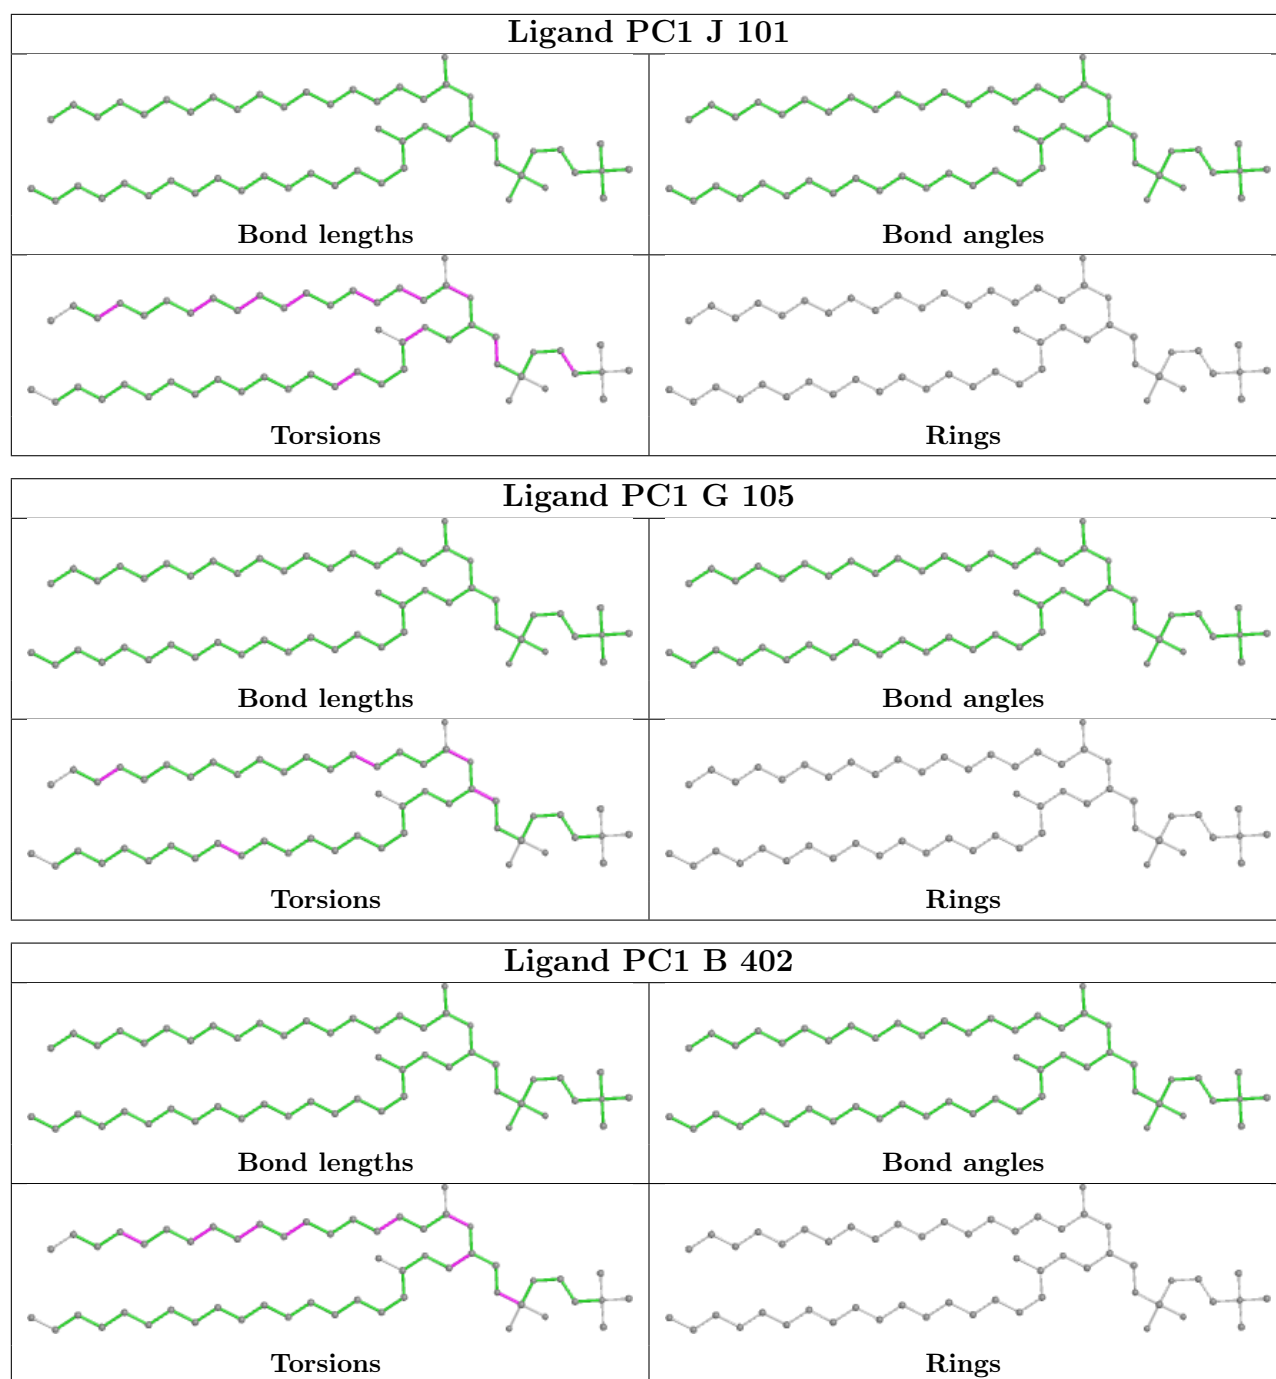 Ligand PC1 J 101
Bond lengths
Bond angles
Torsions
Rings
Ligand PC1 G 105
Bond lengths
Bond angles
Torsions
Rings
Ligand PC1 B 402
Bond lengths
Bond angles
Torsions
Rings